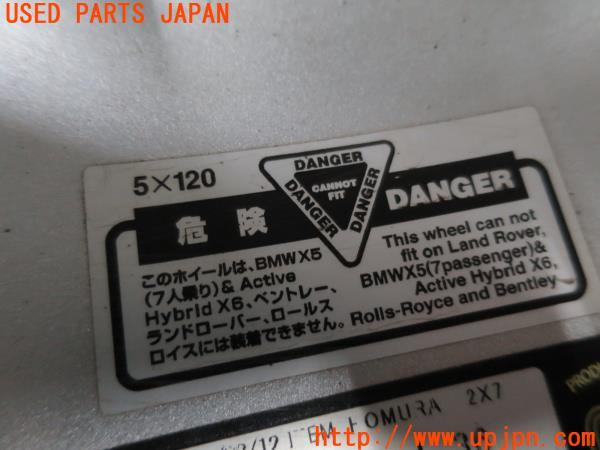 USED PARTS JAPAN
5×120
DANGER
DANGER
DANGER
CANNOT
FIT
危険
DANGER
このホイールは、BMWX5
(7人乗り)& Active
Hybrid X6、ベントレー、
ランドローバー、ロールス
ロイスには装着できません。
This wheel can not
fit on Land Rover,
BMWX5(7passenger)&
Active Hybrid X6,
Rolls-Royce and Bentley
ITEM HOMURA 2X7
http://www.upjpn.com